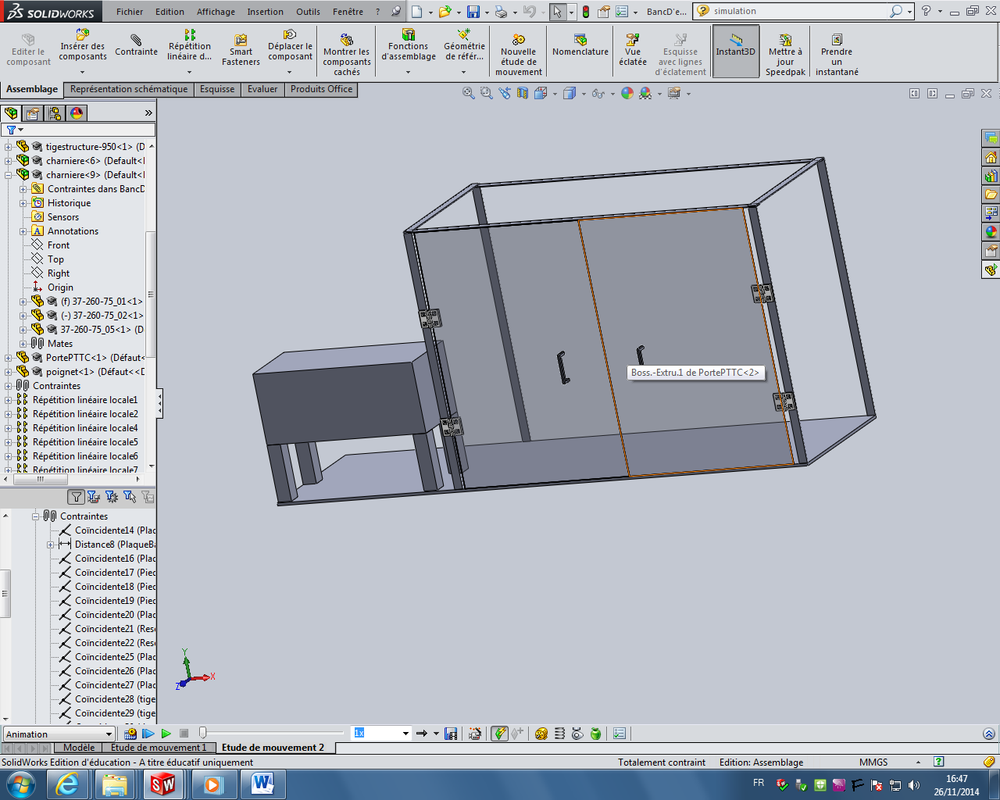 SOLIDWORKS Fichier Edition Affichage Insertion Outils Fenêtre ? BancD'e... simulation
Editer le composant
Insérer des composants
Contrainte
Répétition linéaire d...
Smart Fasteners
Déplacer le composant
Montrer les composants cachés
Fonctions d'assemblage
Géométrie de référ...
Nouvelle étude de mouvement
Nomenclature
Vue éclatée
Esquisse avec lignes d'éclatement
Instant3D
Mettre à jour Speedpak
Prendre un instantané
Assemblage Représentation schématique Esquisse Evaluer Produits Office
tigestructure-950<1> (D
charniere<6> (Default<
charniere<9> (Default<
Contraintes dans BancD
Historique
Sensors
Annotations
Front
Top
Right
Origin
(f) 37-260-75_01<1>
(-) 37-260-75_02<1>
37-260-75_05<1> (D
Mates
PortePTTC<1> (Défaut<
poignet<1> (Défaut<<D
Contraintes
Répétition linéaire locale1
Répétition linéaire locale2
Répétition linéaire locale4
Répétition linéaire locale5
Répétition linéaire locale6
Répétition linéaire locale7
Boss.-Extru.1 de PortePTTC<2>
Contraintes
Coïncidente14 (Plaq
Distance8 (PlaqueBa
Coïncidente16 (Plac
Coïncidente17 (Piec
Coïncidente18 (Piec
Coïncidente19 (Piec
Coïncidente20 (Plac
Coïncidente21 (Rese
Coïncidente22 (Rese
Coïncidente25 (Plac
Coïncidente26 (Plac
Coïncidente27 (Plac
Coïncidente28 (tige
Coïncidente29 (tige
Y
X
Z
Animation 1x
Modèle Etude de mouvement 1 Etude de mouvement 2
SolidWorks Edition d'éducation - A titre éducatif uniquement Totalement contraint Edition: Assemblage MMGS
FR 16:47
26/11/2014